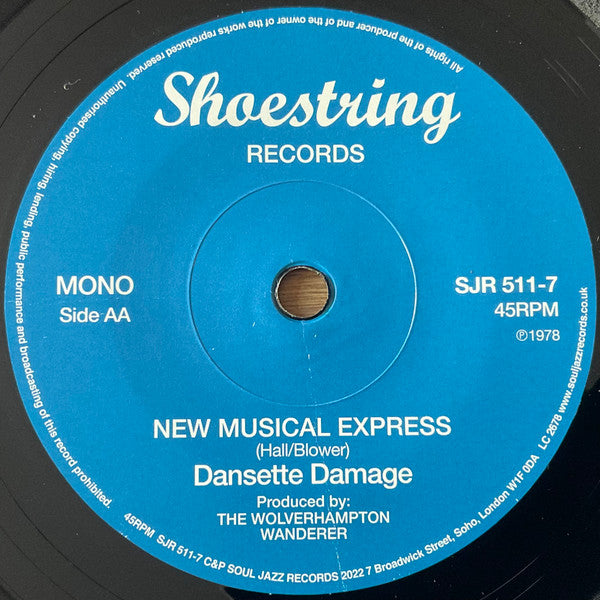 All rights of the producer and of the owner of the works reproduced reserved. Unauthorised copying, hiring, lending, public performance and broadcasting of this record prohibited.
Shoestring
RECORDS
MONO
Side AA
SJR 511-7
45RPM
℗1978
NEW MUSICAL EXPRESS
(Hall/Blower)
Dansette Damage
Produced by:
THE WOLVERHAMPTON
WANDERER
45RPM SJR 511-7 C&P SOUL JAZZ RECORDS 2022 7 Broadwick Street, Soho, London W1F 0DA LC 2678 www.souljazzrecords.co.uk